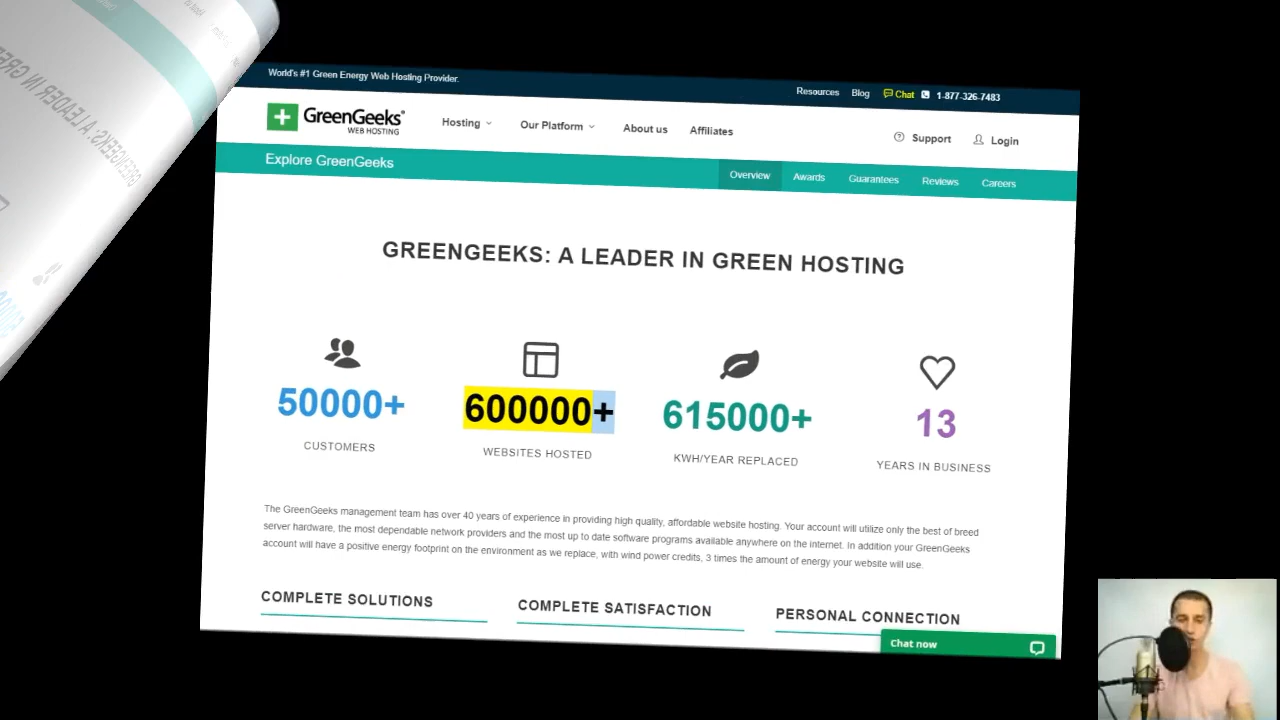 World's #1 Green Energy Web Hosting Provider.
Resources Blog Chat 1-877-326-7483
GreenGeeks®
WEB HOSTING
Hosting Our Platform About us Affiliates Support Login
Explore GreenGeeks
Overview Awards Guarantees Reviews Careers
GREENGEEKS: A LEADER IN GREEN HOSTING
50000+ 600000+ 615000+ 13
CUSTOMERS WEBSITES HOSTED KWH/YEAR REPLACED YEARS IN BUSINESS
The GreenGeeks management team has over 40 years of experience in providing high quality, affordable website hosting. Your account will utilize only the best of breed
server hardware, the most dependable network providers and the most up to date software programs available anywhere on the internet. In addition your GreenGeeks
account will have a positive energy footprint on the environment as we replace, with wind power credits, 3 times the amount of energy your website will use.
COMPLETE SOLUTIONS COMPLETE SATISFACTION PERSONAL CONNECTION
Chat now